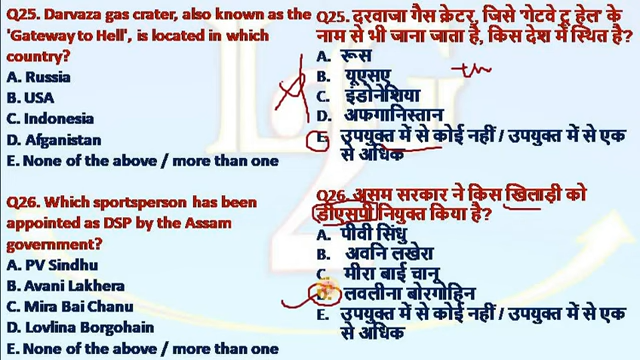 Q25. Darvaza gas crater, also known as the
'Gateway to Hell', is located in which
country?
A. Russia
B. USA
C. Indonesia
D. Afganistan
E. None of the above / more than one
Q25. दरवाजा गैस क्रेटर, जिसे 'गेटवे टू हेल' के
नाम से भी जाना जाता है, किस देश में स्थित है?
A. रूस
B. यूएसए
C. इंडोनेशिया
D. अफगानिस्तान
E. उपयुक्त में से कोई नहीं / उपयुक्त में से एक
से अधिक
Q26. Which sportsperson has been
appointed as DSP by the Assam
government?
A. PV Sindhu
B. Avani Lakhera
C. Mira Bai Chanu
D. Lovlina Borgohain
E. None of the above / more than one
Q26. असम सरकार ने किस खिलाड़ी को
डीएसपी नियुक्त किया है?
A. पीवी सिंधु
B. अवनि लखेरा
C. मीरा बाई चानू
D. लवलीना बोरगोहिन
E. उपयुक्त में से कोई नहीं / उपयुक्त में से एक
से अधिक